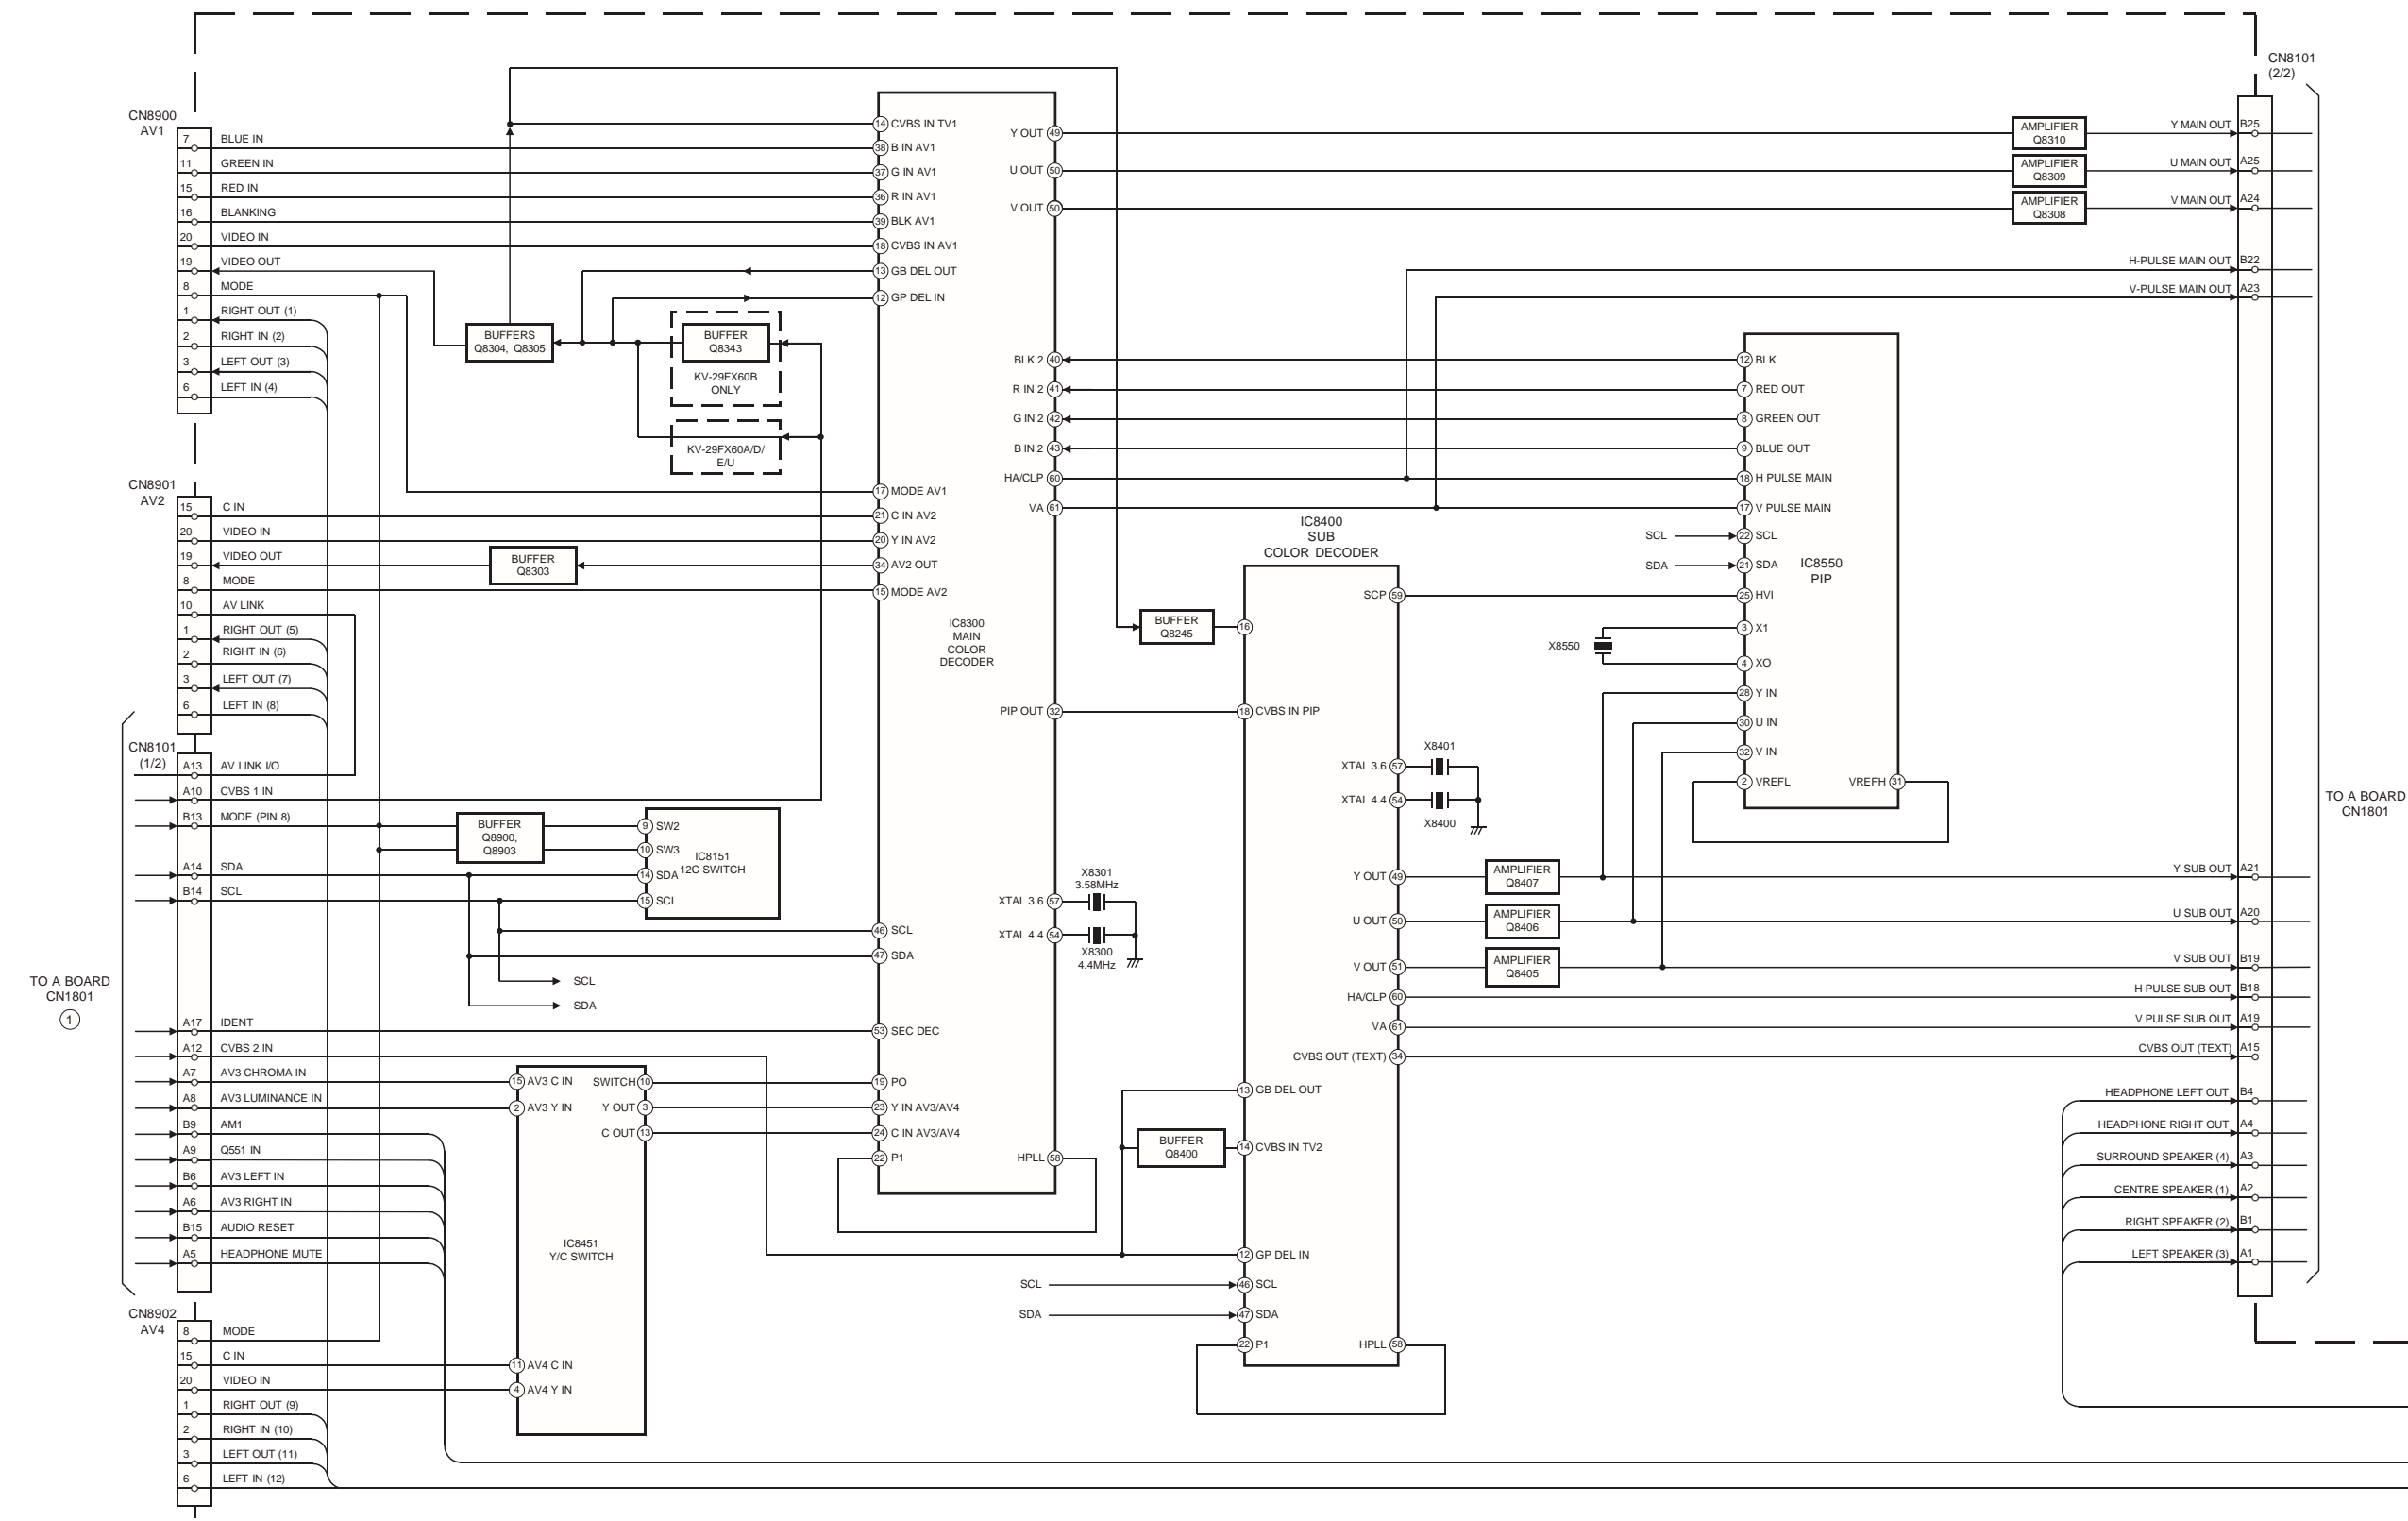 CN8900
AV1
7 BLUE IN
11 GREEN IN
15 RED IN
16 BLANKING
20 VIDEO IN
19 VIDEO OUT
8 MODE
1 RIGHT OUT (1)
2 RIGHT IN (2)
3 LEFT OUT (3)
6 LEFT IN (4)
CN8901
AV2
15 C IN
20 VIDEO IN
19 VIDEO OUT
8 MODE
10 AV LINK
1 RIGHT OUT (5)
2 RIGHT IN (6)
3 LEFT OUT (7)
6 LEFT IN (8)
CN8101
(1/2)
A13 AV LINK I/O
A10 CVBS 1 IN
B13 MODE (PIN 8)
A14 SDA
B14 SCL
A17 IDENT
A12 CVBS 2 IN
A7 AV3 CHROMA IN
A8 AV3 LUMINANCE IN
B9 AM1
A9 Q551 IN
B6 AV3 LEFT IN
A6 AV3 RIGHT IN
B15 AUDIO RESET
A5 HEADPHONE MUTE
TO A BOARD
CN1801
1
CN8902
AV4
8 MODE
15 C IN
20 VIDEO IN
1 RIGHT OUT (9)
2 RIGHT IN (10)
3 LEFT OUT (11)
6 LEFT IN (12)
BUFFERS
Q8304, Q8305
BUFFER
Q8343
KV-29FX60B
ONLY
KV-29FX60A/D/
E/U
BUFFER
Q8303
BUFFER
Q8900,
Q8903
9 SW2
10 SW3
14 SDA
15 SCL
IC8151
12C SWITCH
SCL
SDA
15 AV3 C IN
2 AV3 Y IN
SWITCH 10
Y OUT 3
C OUT 13
IC8451
Y/C SWITCH
11 AV4 C IN
4 AV4 Y IN
14 CVBS IN TV1
38 B IN AV1
37 G IN AV1
36 R IN AV1
39 BLK AV1
18 CVBS IN AV1
13 GB DEL OUT
12 GP DEL IN
17 MODE AV1
21 C IN AV2
20 Y IN AV2
34 AV2 OUT
15 MODE AV2
IC8300
MAIN
COLOR
DECODER
46 SCL
47 SDA
53 SEC DEC
19 PO
23 Y IN AV3/AV4
24 C IN AV3/AV4
22 P1
Y OUT 49
U OUT 50
V OUT 50
BLK 2 40
R IN 2 41
G IN 2 42
B IN 2 43
HA/CLP 60
VA 61
PIP OUT 32
XTAL 3.6 57
XTAL 4.4 54
HPLL 58
X8301
3.58MHz
X8300
4.4MHz
BUFFER
Q8245
BUFFER
Q8400
SCL
SDA
IC8400
SUB
COLOR DECODER
16
18 CVBS IN PIP
13 GB DEL OUT
14 CVBS IN TV2
12 GP DEL IN
46 SCL
47 SDA
22 P1
SCP 59
XTAL 3.6 57
XTAL 4.4 54
Y OUT 49
U OUT 50
V OUT 51
HA/CLP 60
VA 61
CVBS OUT (TEXT) 34
HPLL 58
X8401
X8400
AMPLIFIER
Q8407
AMPLIFIER
Q8406
AMPLIFIER
Q8405
SCL
SDA
X8550
12 BLK
7 RED OUT
8 GREEN OUT
9 BLUE OUT
18 H PULSE MAIN
17 V PULSE MAIN
22 SCL
21 SDA
IC8550
PIP
25 HVI
3 X1
4 XO
28 Y IN
30 U IN
32 V IN
2 VREFL
VREFH 31
AMPLIFIER
Q8310
AMPLIFIER
Q8309
AMPLIFIER
Q8308
CN8101
(2/2)
Y MAIN OUT B25
U MAIN OUT A25
V MAIN OUT A24
H-PULSE MAIN OUT B22
V-PULSE MAIN OUT A23
Y SUB OUT A21
U SUB OUT A20
V SUB OUT B19
H PULSE SUB OUT B18
V PULSE SUB OUT A19
CVBS OUT (TEXT) A15
HEADPHONE LEFT OUT B4
HEADPHONE RIGHT OUT A4
SURROUND SPEAKER (4) A3
CENTRE SPEAKER (1) A2
RIGHT SPEAKER (2) B1
LEFT SPEAKER (3) A1
TO A BOARD
CN1801